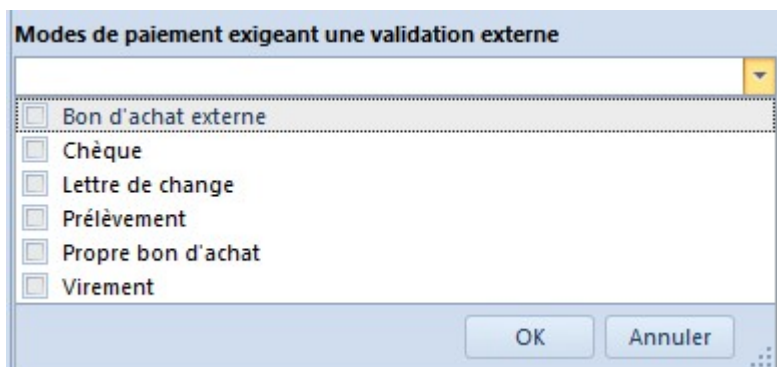 Modes de paiement exigeant une validation externe
Bon d'achat externe
Chèque
Lettre de change
Prélèvement
Propre bon d'achat
Virement
OK Annuler